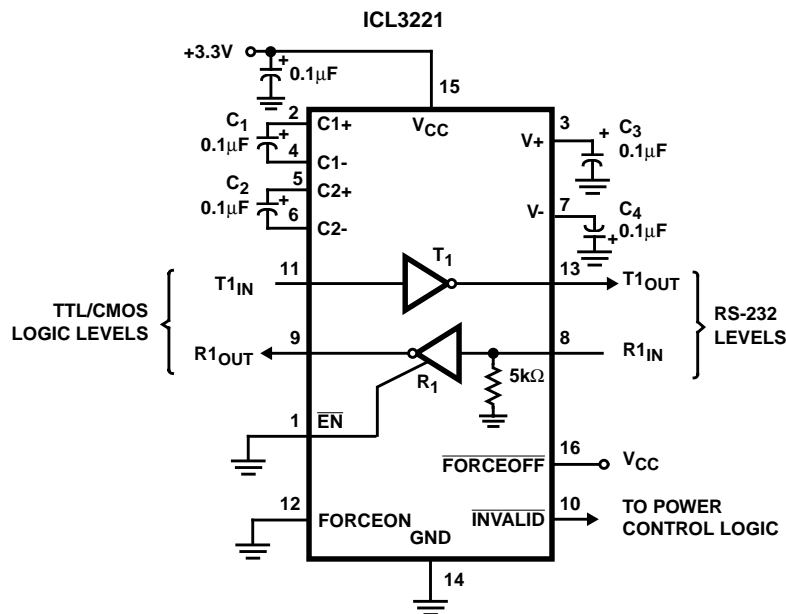 ICL3221
+3.3V
+
0.1μF
15
2
C1+
VCC
3
C1
0.1μF
+
4
C1-
V+
+
C3
0.1μF
5
C2+
C2
0.1μF
+
6
C2-
V-
7
C4
0.1μF
+
T1
T1IN
11
13
T1OUT
TTL/CMOS
LOGIC LEVELS
RS-232
LEVELS
R1OUT
9
8
R1IN
R1
5kΩ
1
EN
FORCEOFF
16
VCC
12
FORCEON
INVALID
10
TO POWER
CONTROL LOGIC
GND
14